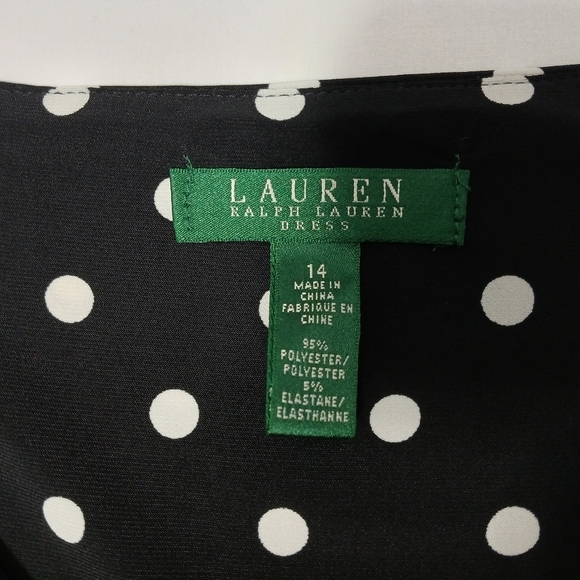 LAUREN
RALPH LAUREN
DRESS
14
MADE IN
CHINA
FABRIQUE EN
CHINE
95%
POLYESTER/
POLYESTER
5%
ELASTANE/
ELASTHANNE